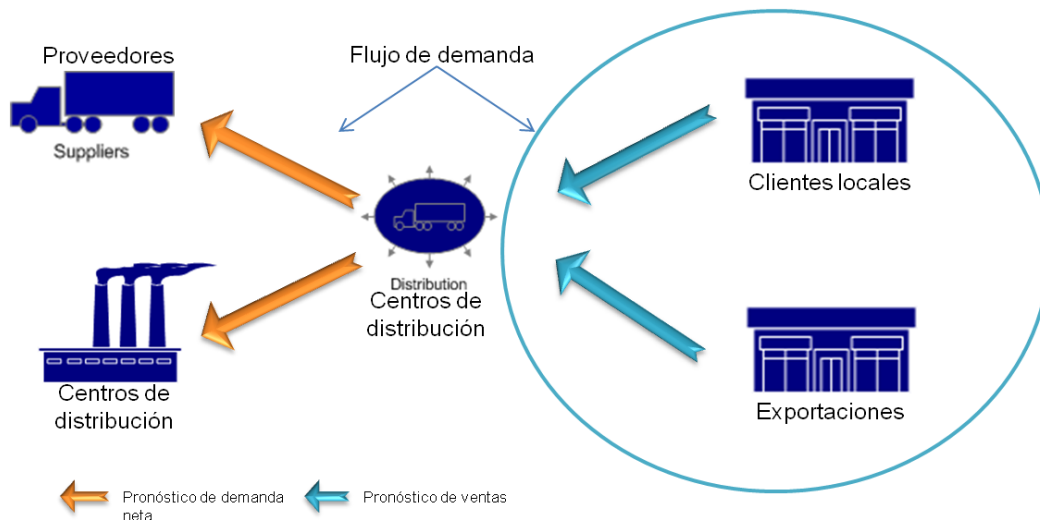 Proveedores
Suppliers
Flujo de demanda
Clientes locales
Distribution
Centros de
distribución
Centros de
distribución
Exportaciones
Pronóstico de demanda
neta
Pronóstico de ventas